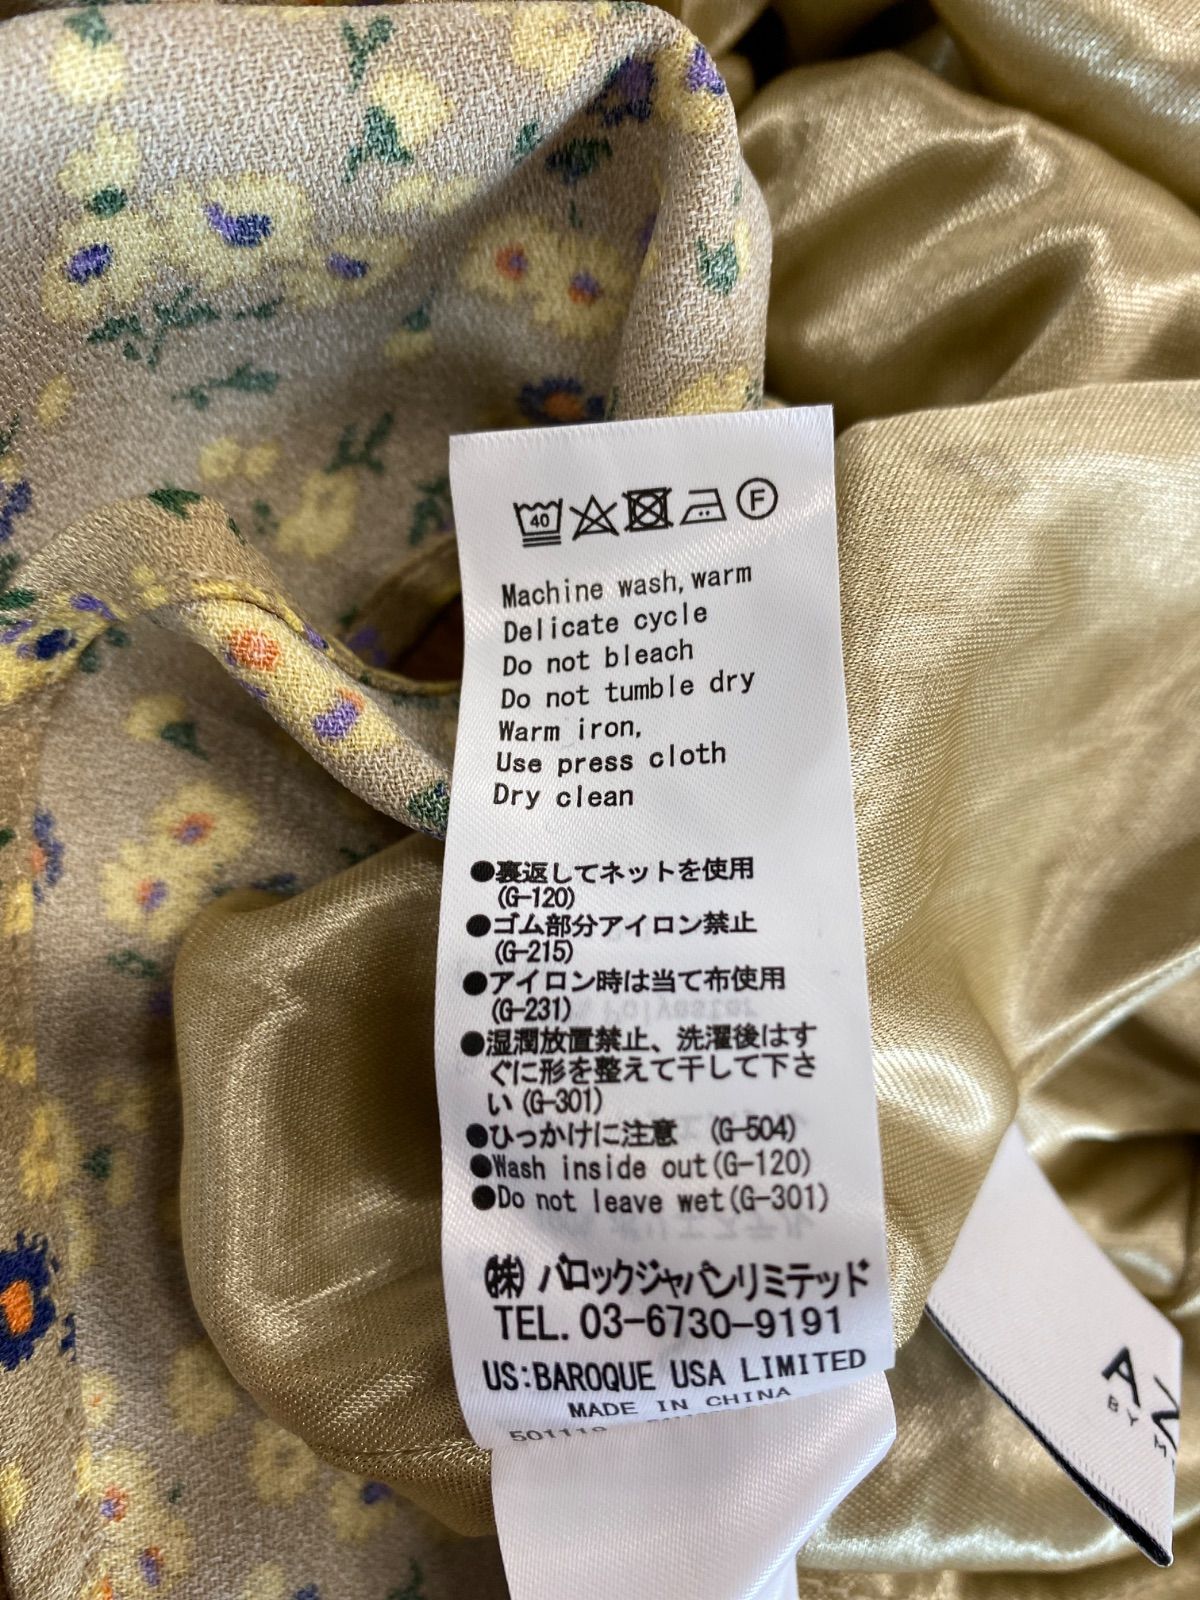 40 F
Machine wash, warm
Delicate cycle
Do not bleach
Do not tumble dry
Warm iron,
Use press cloth
Dry clean
●裏返してネットを使用
(G-120)
●ゴム部分アイロン禁止
(G-215)
●アイロン時は当て布使用
(G-231)
●湿潤放置禁止、洗濯後はす
ぐに形を整えて干して下さ
い(G-301)
●ひっかけに注意 (G-504)
●Wash inside out(G-120)
●Do not leave wet(G-301)
㈱ バロックジャパンリミテッド
TEL. 03-6730-9191
US:BAROQUE USA LIMITED
MADE IN CHINA
BY